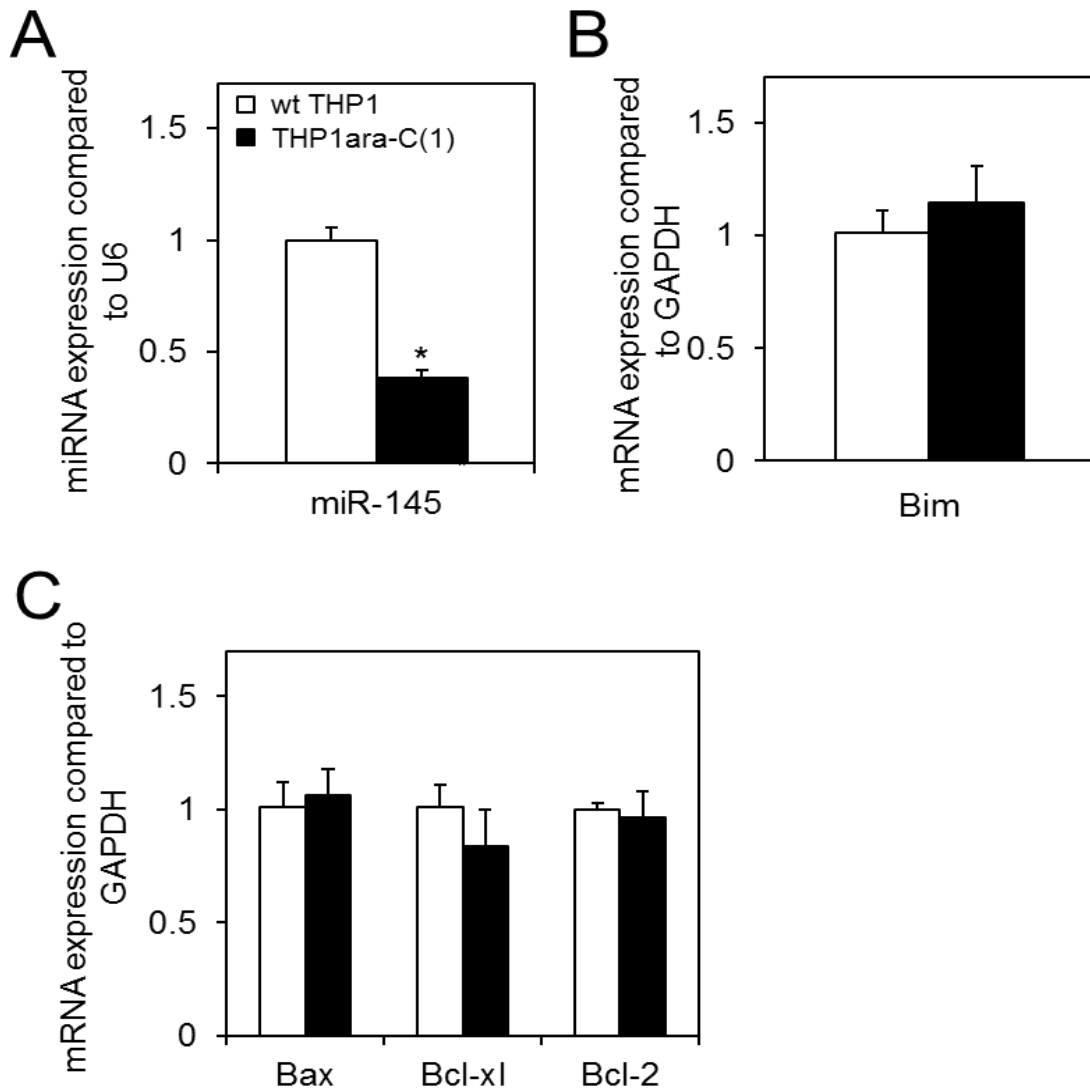 A
miRNA expression compared
to U6
1.5
1
0.5
0
wt THP1
THP1ara-C(1)
*
miR-145
B
mRNA expression compared
to GAPDH
1.5
1
0.5
0
Bim
C
mRNA expression compared to
GAPDH
1.5
1
0.5
0
Bax Bcl-xl Bcl-2